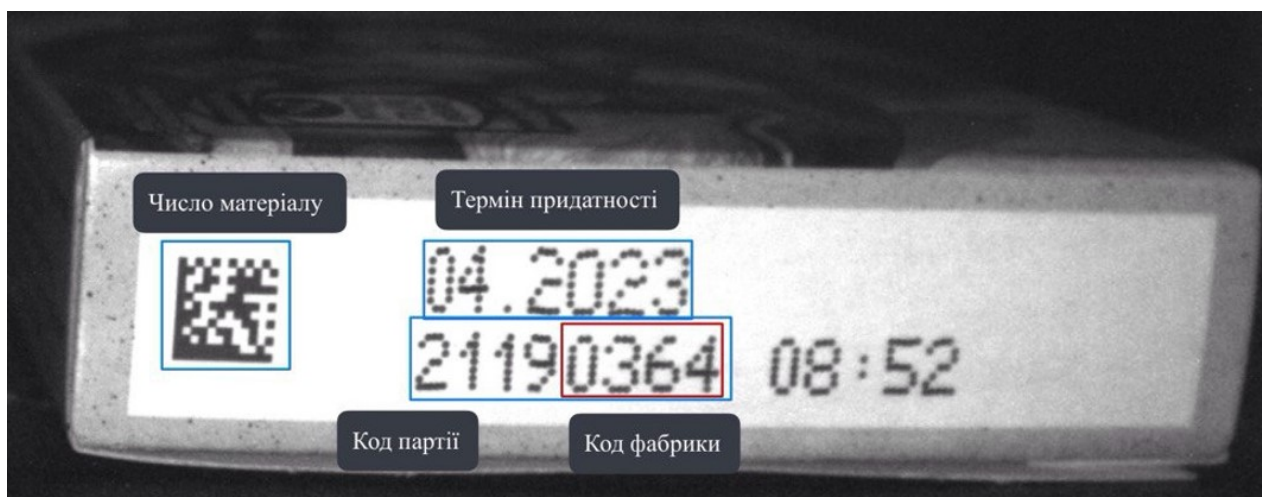 Число матеріалу
Термін придатності
04.2023
21190364 08:52
Код партії
Код фабрики